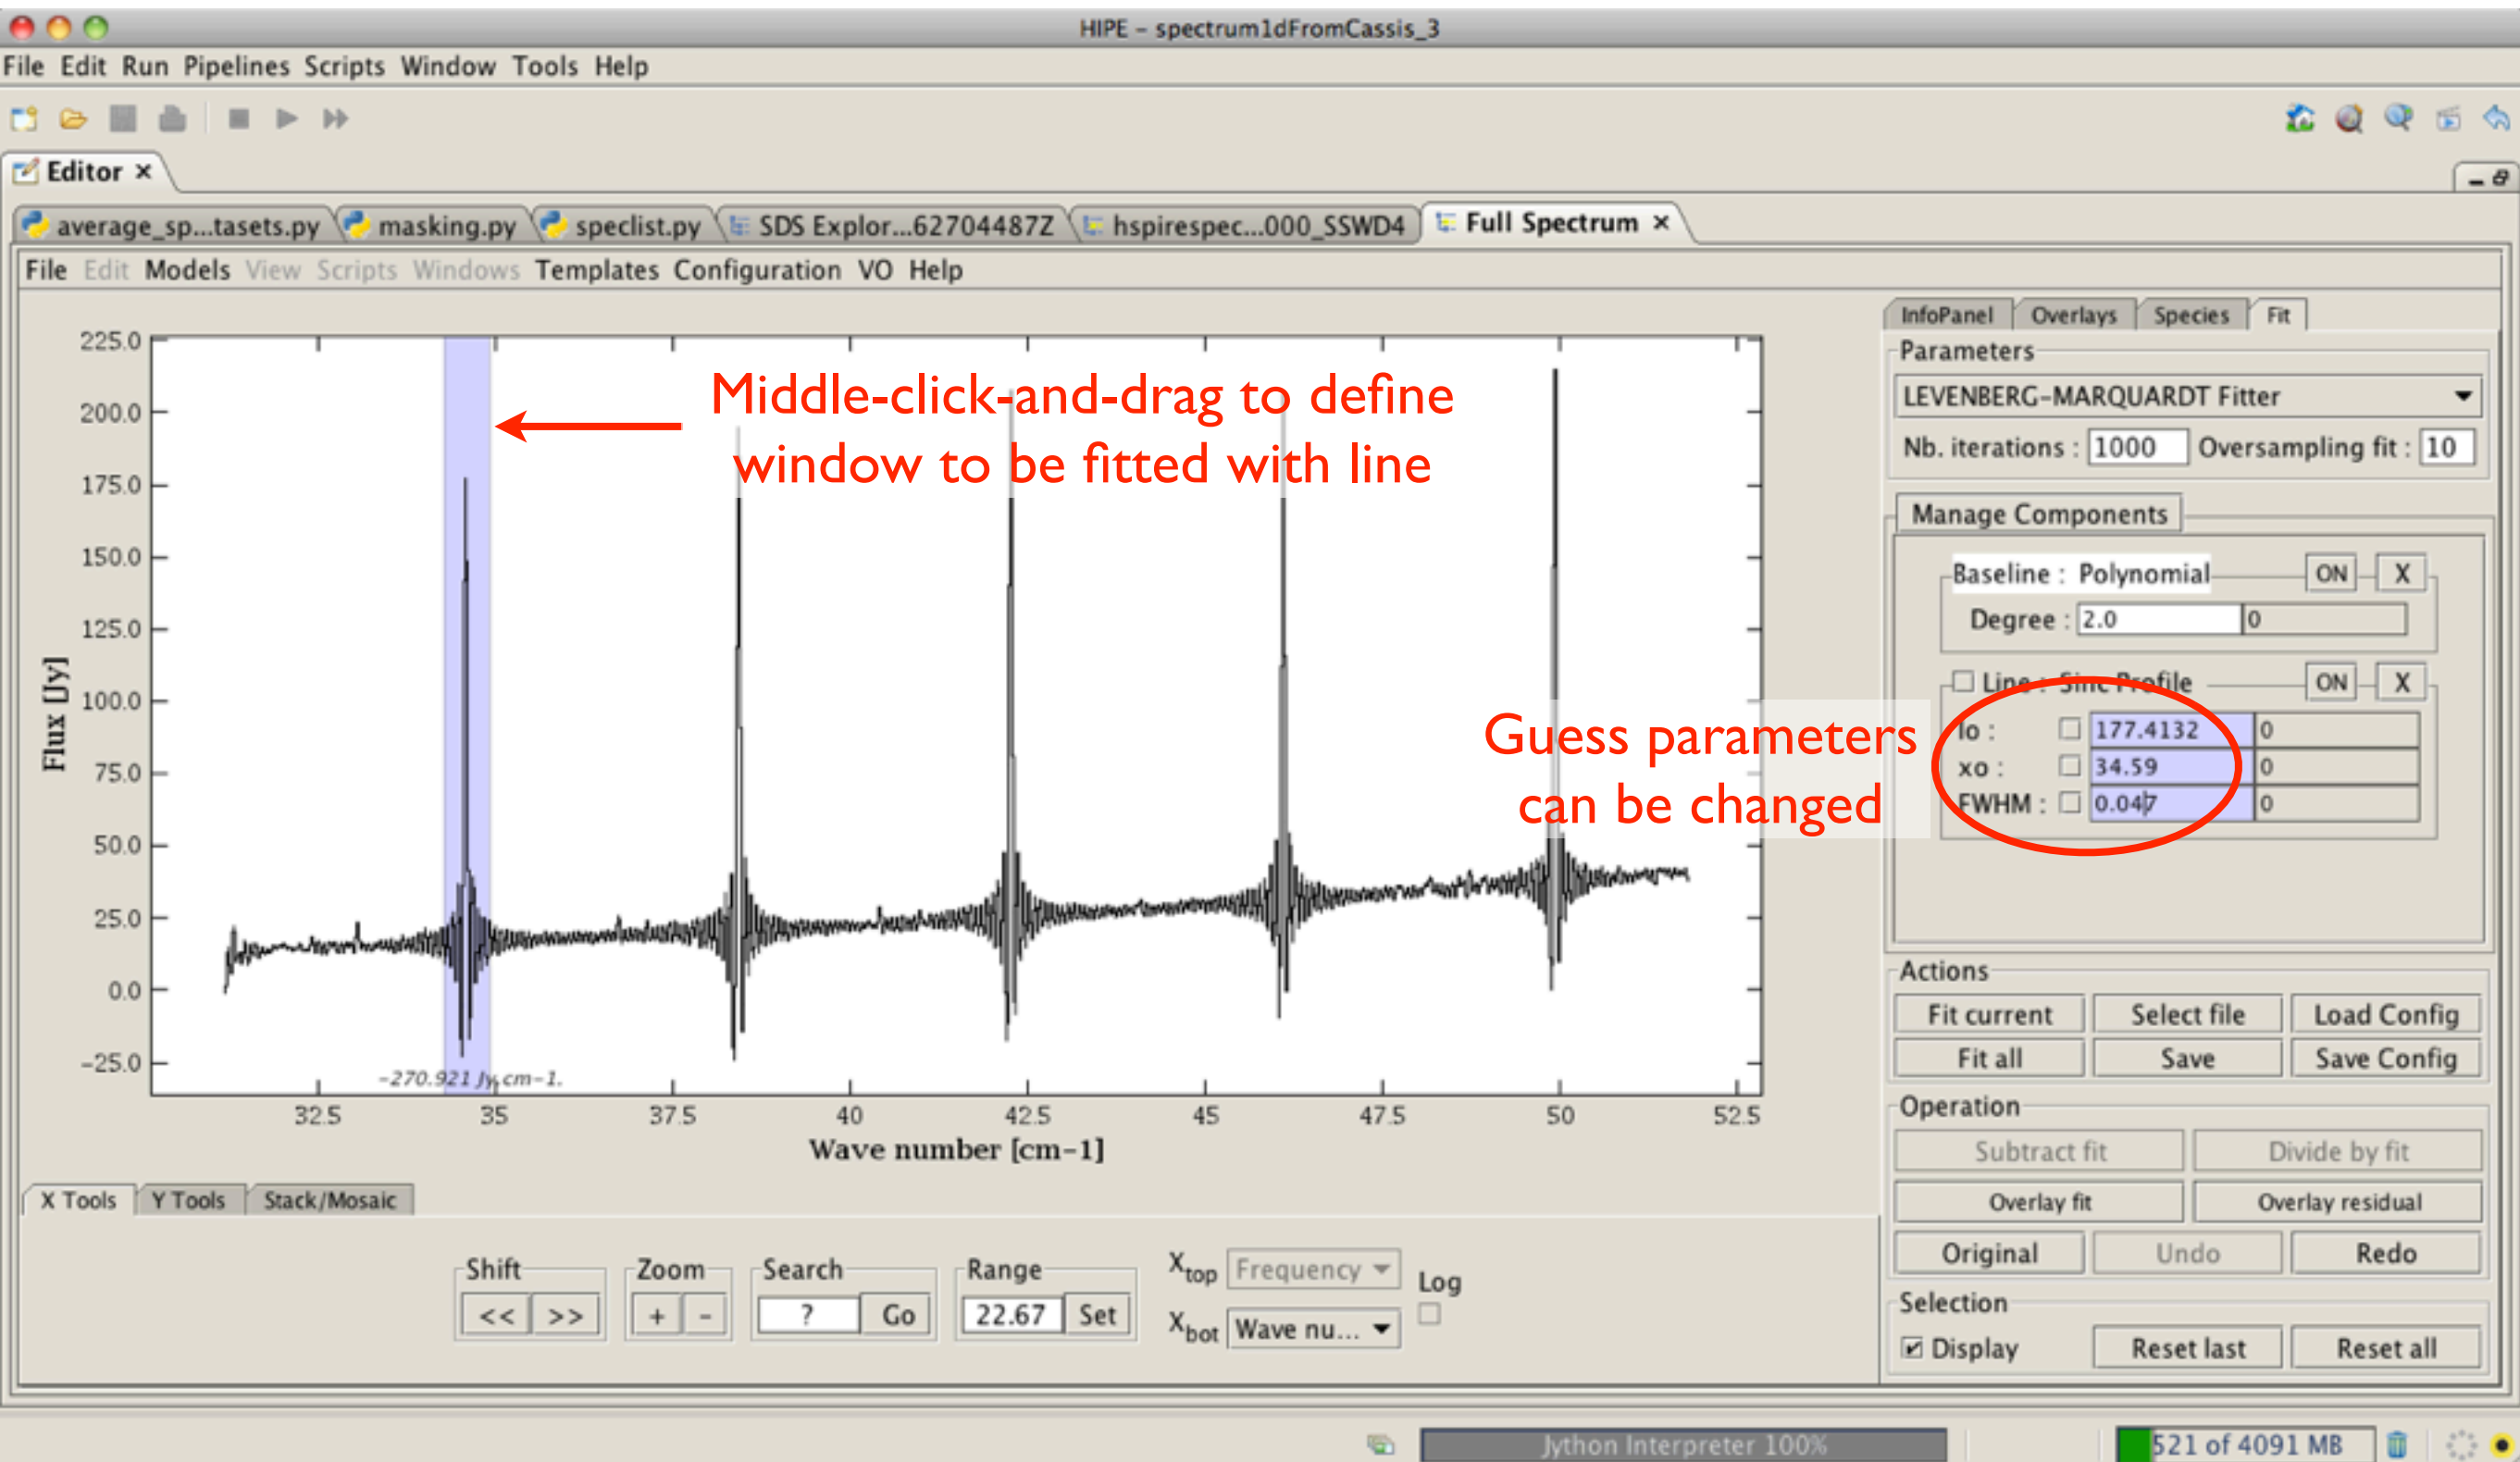 HIPE - spectrum1dFromCassis_3
File Edit Run Pipelines Scripts Window Tools Help
Editor ×
average_sp...tasets.py masking.py speclist.py SDS Explor...62704487Z hspirespec...000_SSWD4 Full Spectrum ×
File Edit Models View Scripts Windows Templates Configuration VO Help
225.0
200.0
175.0
150.0
125.0
100.0
75.0
50.0
25.0
0.0
-25.0
Flux [Jy]
Middle-click-and-drag to define
window to be fitted with line
Guess parameters
can be changed
-270.921 Jy.cm-1.
32.5 35 37.5 40 42.5 45 47.5 50 52.5
Wave number [cm-1]
InfoPanel Overlays Species Fit
Parameters
LEVENBERG-MARQUARDT Fitter
Nb. iterations : 1000 Oversampling fit : 10
Manage Components
Baseline : Polynomial ON X
Degree : 2.0 0
Line : Sinc Profile ON X
Io : 177.4132 0
xo : 34.59 0
FWHM : 0.047 0
Actions
Fit current Select file Load Config
Fit all Save Save Config
Operation
Subtract fit Divide by fit
Overlay fit Overlay residual
Original Undo Redo
Selection
Display Reset last Reset all
X Tools Y Tools Stack/Mosaic
Shift Zoom Search Range
<< >> + - ? Go 22.67 Set
Xtop Frequency Log
Xbot Wave nu...
Jython Interpreter 100%
521 of 4091 MB